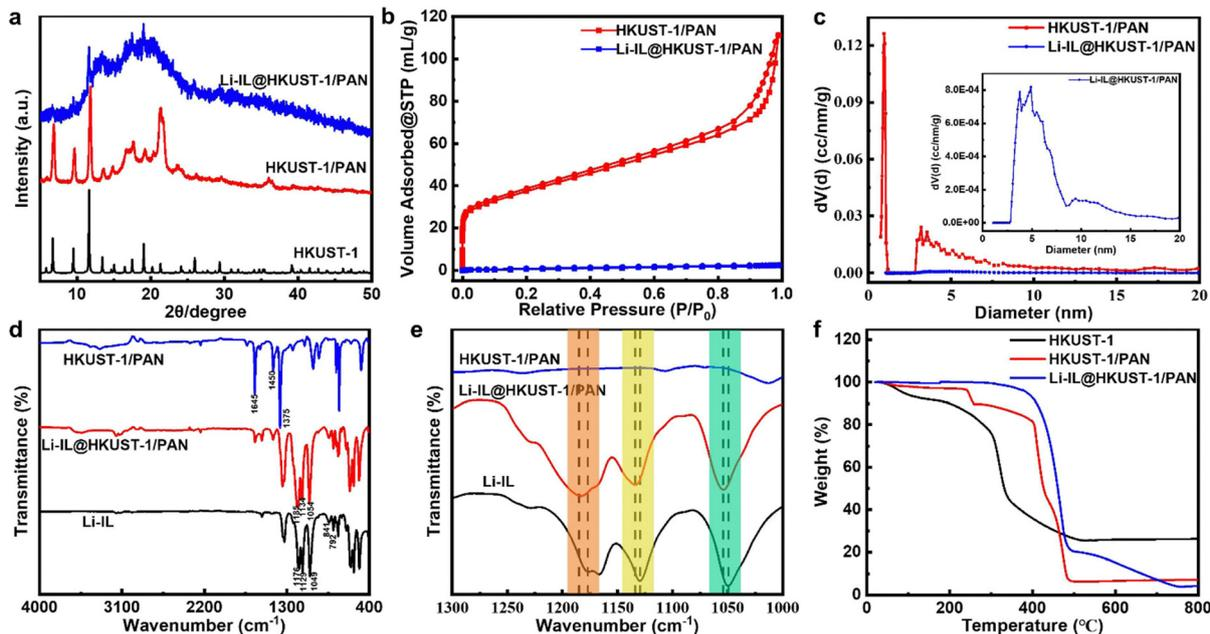 a
Intensity (a.u.)
Li-IL@HKUST-1/PAN
HKUST-1/PAN
HKUST-1
10 20 30 40 50
2θ/degree
b
Volume Adsorbed@STP (mL/g)
120
100
80
60
40
20
0
HKUST-1/PAN
Li-IL@HKUST-1/PAN
0.0 0.2 0.4 0.6 0.8 1.0
Relative Pressure (P/P0)
c
dV(d) (cc/nm/g)
0.12
0.09
0.06
0.03
0.00
HKUST-1/PAN
Li-IL@HKUST-1/PAN
Li-IL@HKUST-1/PAN
dV(d) (cc/nm/g)
8.0E-04
6.0E-04
4.0E-04
2.0E-04
0.0E+00
0 5 10 15 20
Diameter (nm)
0 5 10 15 20
Diameter (nm)
d
Transmittance (%)
HKUST-1/PAN
1645
1450
1375
Li-IL@HKUST-1/PAN
1185
1134
1054
Li-IL
841
792
1176
1129
1049
4000 3100 2200 1300 400
Wavenumber (cm-1)
e
Transmittance (%)
HKUST-1/PAN
Li-IL@HKUST-1/PAN
Li-IL
1300 1250 1200 1150 1100 1050 1000
Wavenumber (cm-1)
f
Weight (%)
120
100
80
60
40
20
0
HKUST-1
HKUST-1/PAN
Li-IL@HKUST-1/PAN
0 200 400 600 800
Temperature (°C)